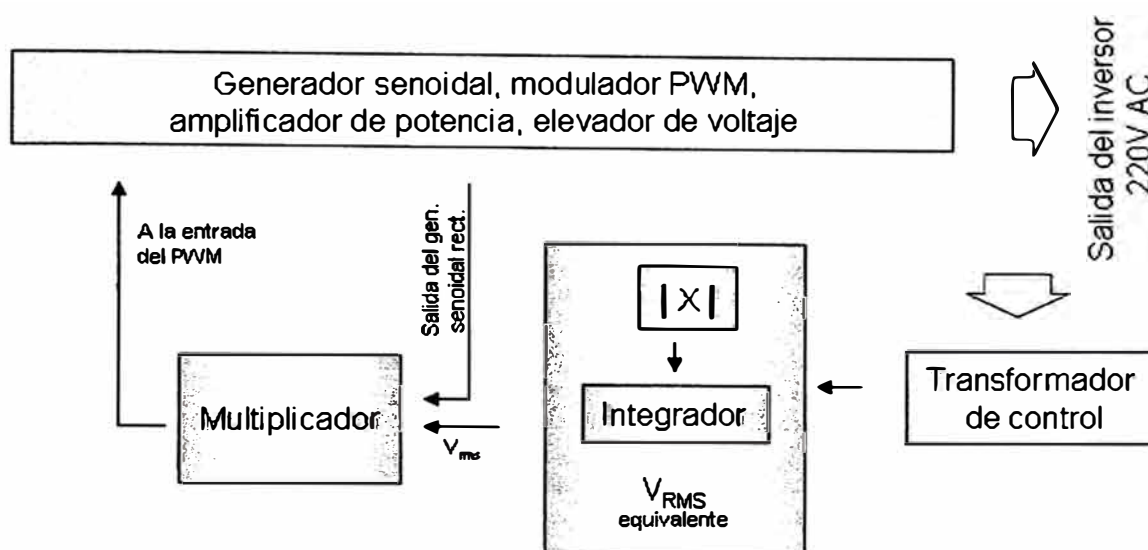 Generador senoidal, modulador PWM,
amplificador de potencia, elevador de voltaje
Salida del inversor
220V AC
A la entrada
del PWM
Salida del gen.
senoidal rect.
|X|
Integrador
VRMS
equivalente
Multiplicador
Vrms
Transformador
de control